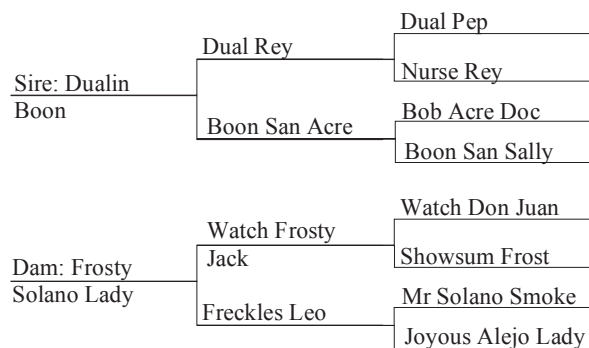 Dual Pep
Dual Rey
Nurse Rey
Sire: Dualin
Boon
Bob Acre Doc
Boon San Acre
Boon San Sally
Watch Don Juan
Watch Frosty
Jack
Showsum Frost
Dam: Frosty
Solano Lady
Mr Solano Smoke
Freckles Leo
Joyous Alejo Lady